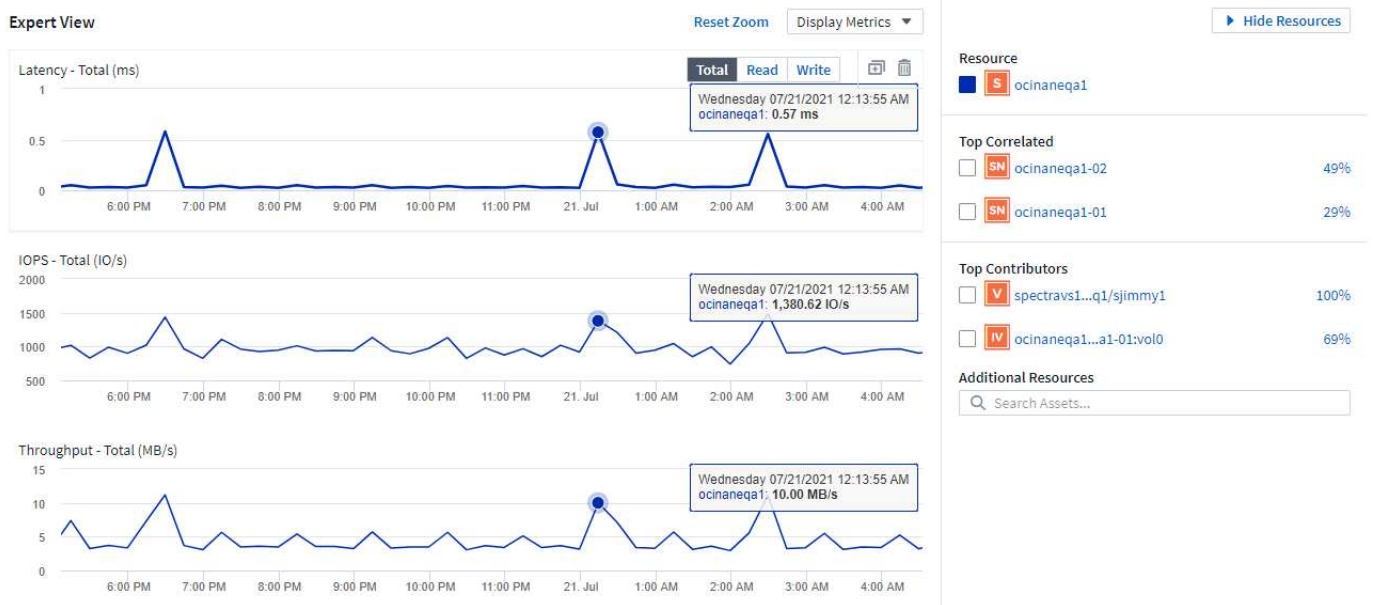 Expert View
Reset Zoom
Display Metrics
Latency - Total (ms)
Total Read Write
Wednesday 07/21/2021 12:13:55 AM
ocinaneqa1: 0.57 ms
1
0.5
0
6:00 PM 7:00 PM 8:00 PM 9:00 PM 10:00 PM 11:00 PM 21. Jul 1:00 AM 2:00 AM 3:00 AM 4:00 AM
IOPS - Total (IO/s)
Wednesday 07/21/2021 12:13:55 AM
ocinaneqa1: 1,380.62 IO/s
2000
1500
1000
500
6:00 PM 7:00 PM 8:00 PM 9:00 PM 10:00 PM 11:00 PM 21. Jul 1:00 AM 2:00 AM 3:00 AM 4:00 AM
Throughput - Total (MB/s)
Wednesday 07/21/2021 12:13:55 AM
ocinaneqa1: 10.00 MB/s
15
10
5
0
6:00 PM 7:00 PM 8:00 PM 9:00 PM 10:00 PM 11:00 PM 21. Jul 1:00 AM 2:00 AM 3:00 AM 4:00 AM
Hide Resources
Resource
S ocinaneqa1
Top Correlated
SN ocinaneqa1-02 49%
SN ocinaneqa1-01 29%
Top Contributors
V spectravs1...q1/sjimmy1 100%
IV ocinaneqa1...a1-01:vol0 69%
Additional Resources
Search Assets...